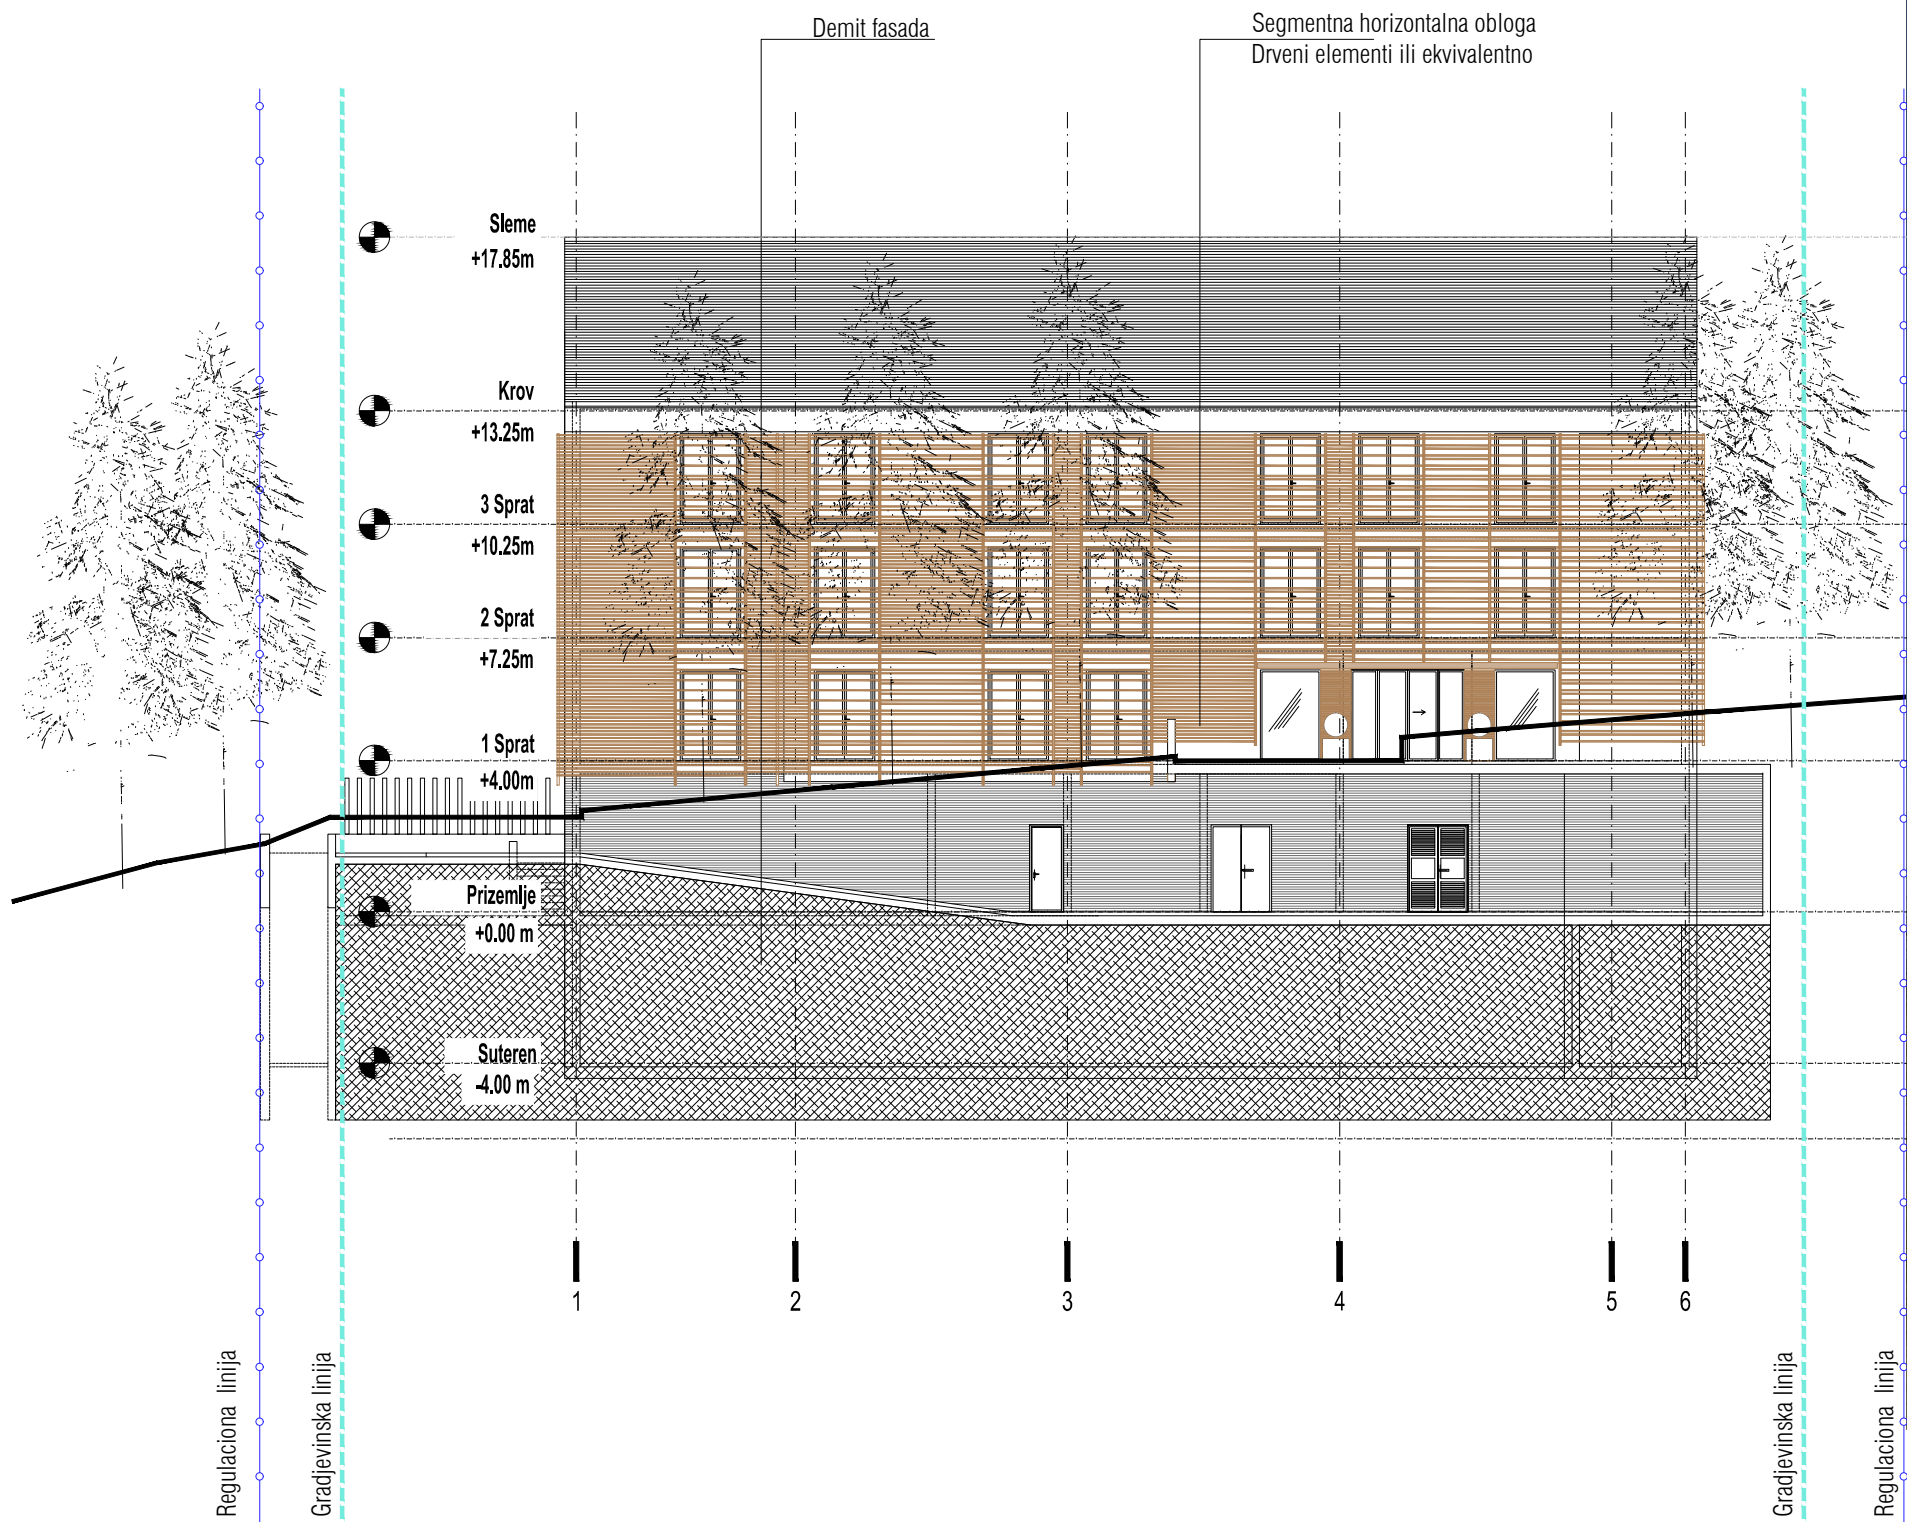 Demit fasada
Segmentna horizontalna obloga
Drveni elementi ili ekvivalentno
Sleme
+17.85m
Krov
+13.25m
3 Sprat
+10.25m
2 Sprat
+7.25m
1 Sprat
+4.00m
Prizemlje
+0.00 m
Suteren
-4.00 m
1
2
3
4
5
6
Regulaciona linija
Gradjevinska linija
Gradjevinska linija
Regulaciona linija